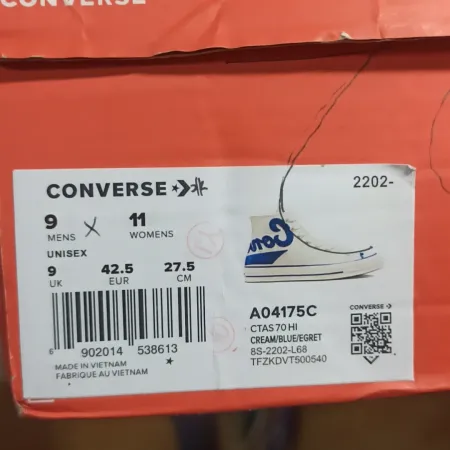 CONVERSE
CONVERSE
2202-
9 11
MENS WOMENS
UNISEX
9 42.5 27.5
UK EUR CM
6 902014 538613
MADE IN VIETNAM
FABRIQUE AU VIETNAM
Con
A04175C
CTAS 70 HI
CREAM/BLUE/EGRET
8S-2202-L68
TFZKDVT500540
CONVERSE